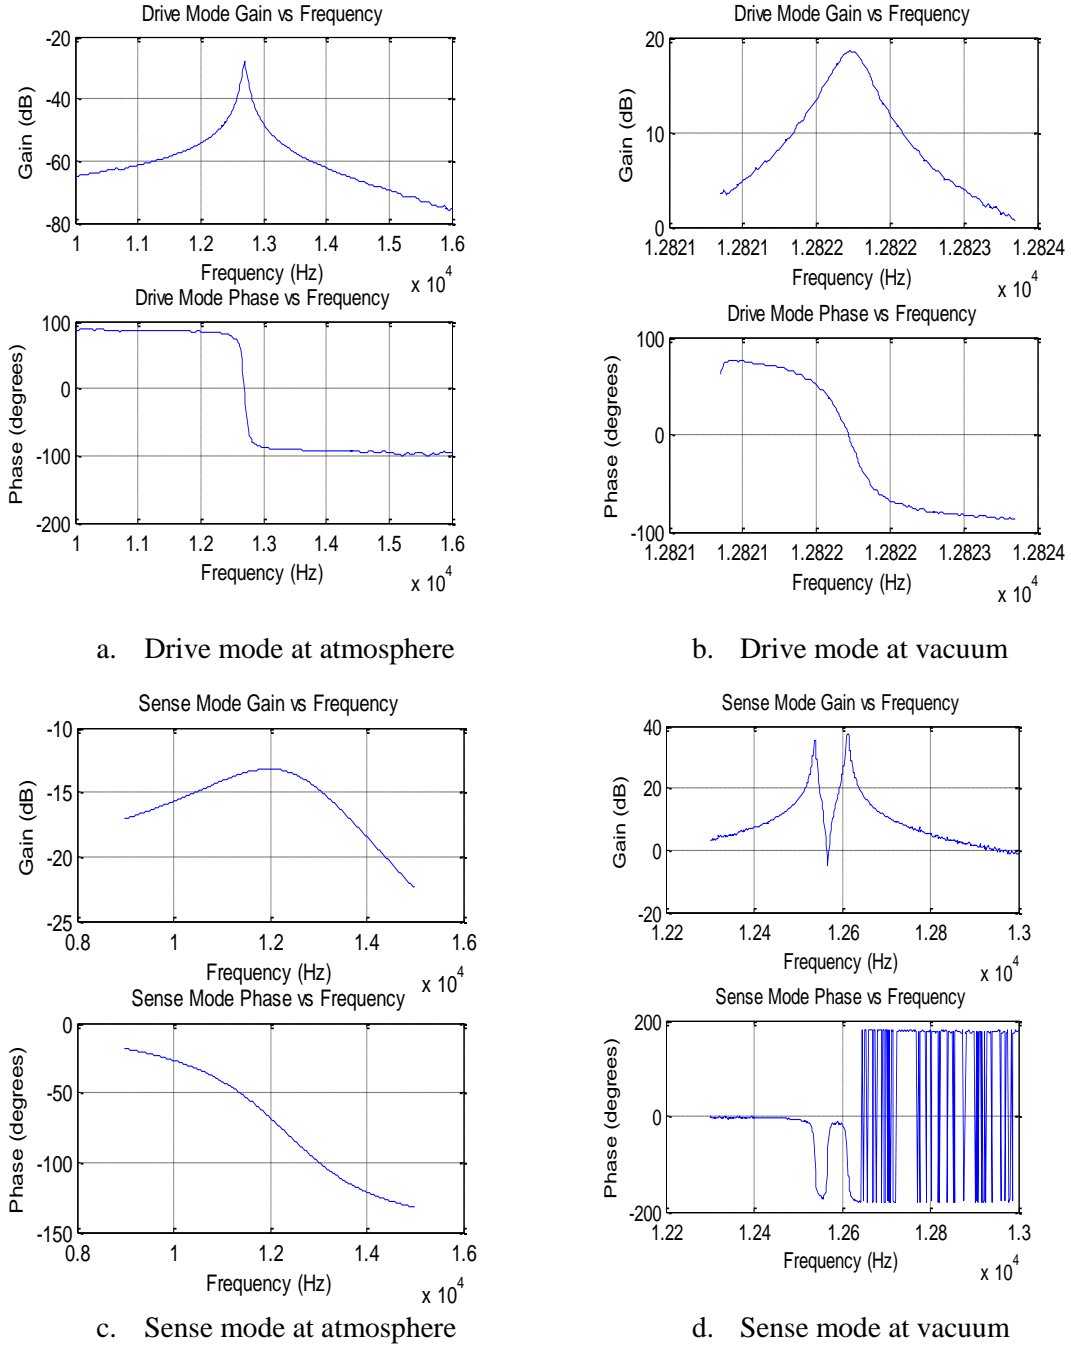 Drive Mode Gain vs Frequency
-20
-40
-60
-80
Gain (dB)
1 1.1 1.2 1.3 1.4 1.5 1.6
Frequency (Hz)
x 10^4
Drive Mode Phase vs Frequency
100
0
-100
-200
Phase (degrees)
1 1.1 1.2 1.3 1.4 1.5 1.6
Frequency (Hz)
x 10^4
a. Drive mode at atmosphere
Drive Mode Gain vs Frequency
20
10
0
Gain (dB)
1.2821 1.2821 1.2822 1.2822 1.2823 1.2824
Frequency (Hz)
x 10^4
Drive Mode Phase vs Frequency
100
0
-100
Phase (degrees)
1.2821 1.2821 1.2822 1.2822 1.2823 1.2824
Frequency (Hz)
x 10^4
b. Drive mode at vacuum
Sense Mode Gain vs Frequency
-10
-15
-20
-25
Gain (dB)
0.8 1 1.2 1.4 1.6
Frequency (Hz)
x 10^4
Sense Mode Phase vs Frequency
0
-50
-100
-150
Phase (degrees)
0.8 1 1.2 1.4 1.6
Frequency (Hz)
x 10^4
c. Sense mode at atmosphere
Sense Mode Gain vs Frequency
40
20
0
-20
Gain (dB)
1.22 1.24 1.26 1.28 1.3
Frequency (Hz)
x 10^4
Sense Mode Phase vs Frequency
200
0
-200
Phase (degrees)
1.22 1.24 1.26 1.28 1.3
Frequency (Hz)
x 10^4
d. Sense mode at vacuum